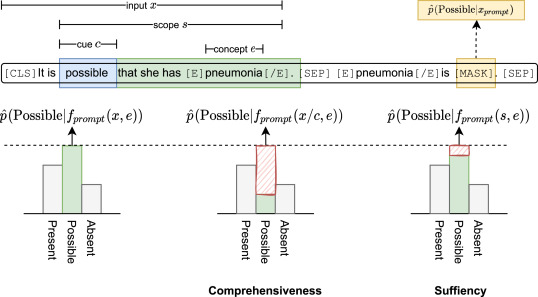 input x
scope s
cue c
concept e
p̂(Possible|x_prompt)
[CLS]It is possible that she has [E]pneumonia[/E]. [SEP] [E]pneumonia[/E]is [MASK]. [SEP]
p̂(Possible|f_prompt(x, e))
p̂(Possible|f_prompt(x/c, e))
p̂(Possible|f_prompt(s, e))
Present
Possible
Absent
Present
Possible
Absent
Present
Possible
Absent
Comprehensiveness
Suffiency